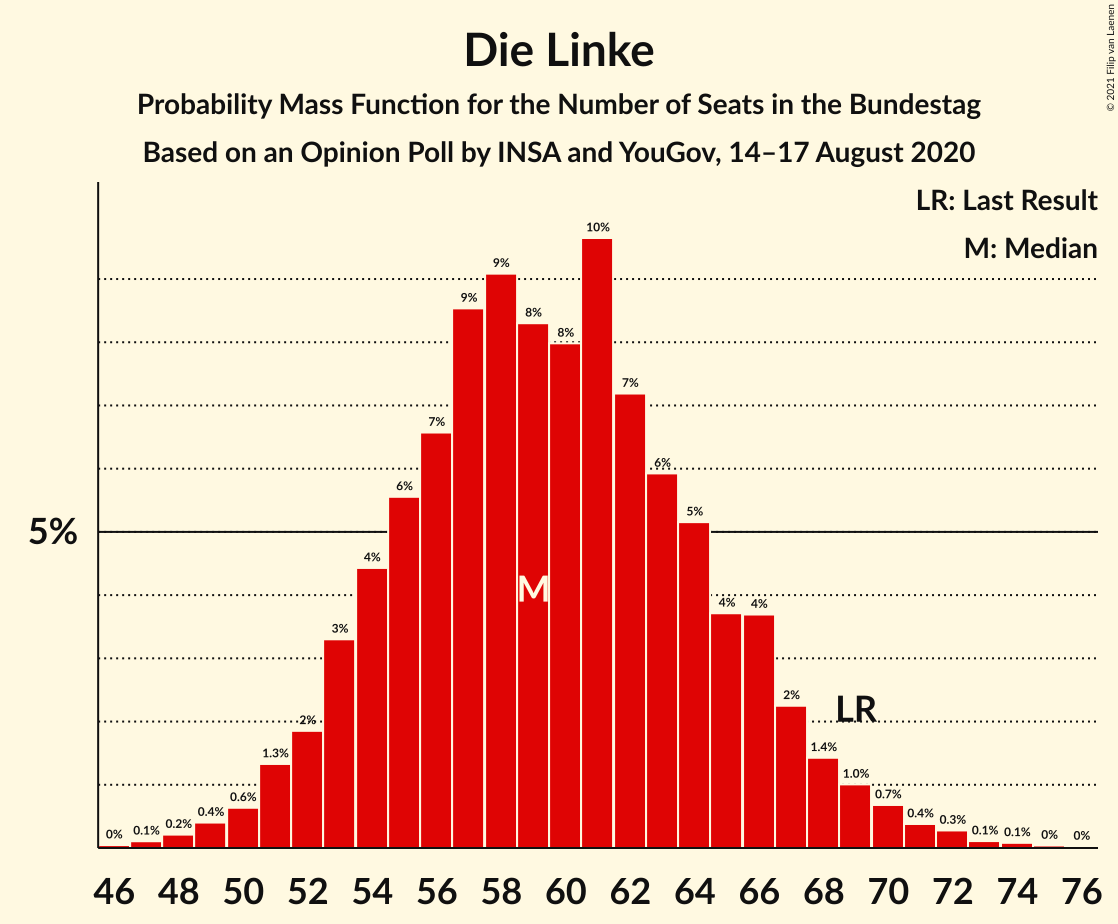 Die Linke
Probability Mass Function for the Number of Seats in the Bundestag
Based on an Opinion Poll by INSA and YouGov, 14–17 August 2020
© 2021 Filip van Laenen
LR: Last Result
M: Median
5%
0% 0.1% 0.2% 0.4% 0.6% 1.3% 2% 3% 4% 6% 7% 9% 9% 8% 8% 10% 7% 6% 5% 4% 4% 2% 1.4% 1.0% 0.7% 0.4% 0.3% 0.1% 0.1% 0% 0%
M
LR
46 48 50 52 54 56 58 60 62 64 66 68 70 72 74 76